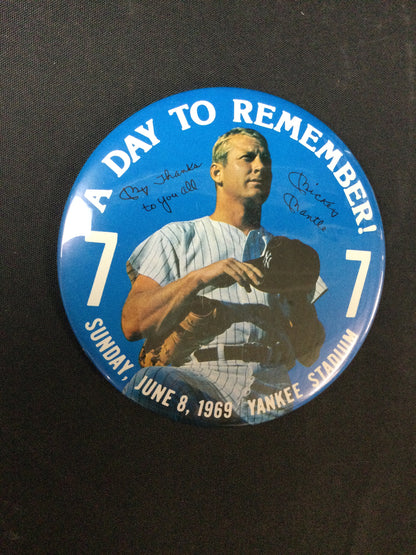 A DAY TO REMEMBER!
My Thanks
to you all
Mickey
Mantle
7 7
SUNDAY, JUNE 8, 1969 YANKEE STADIUM